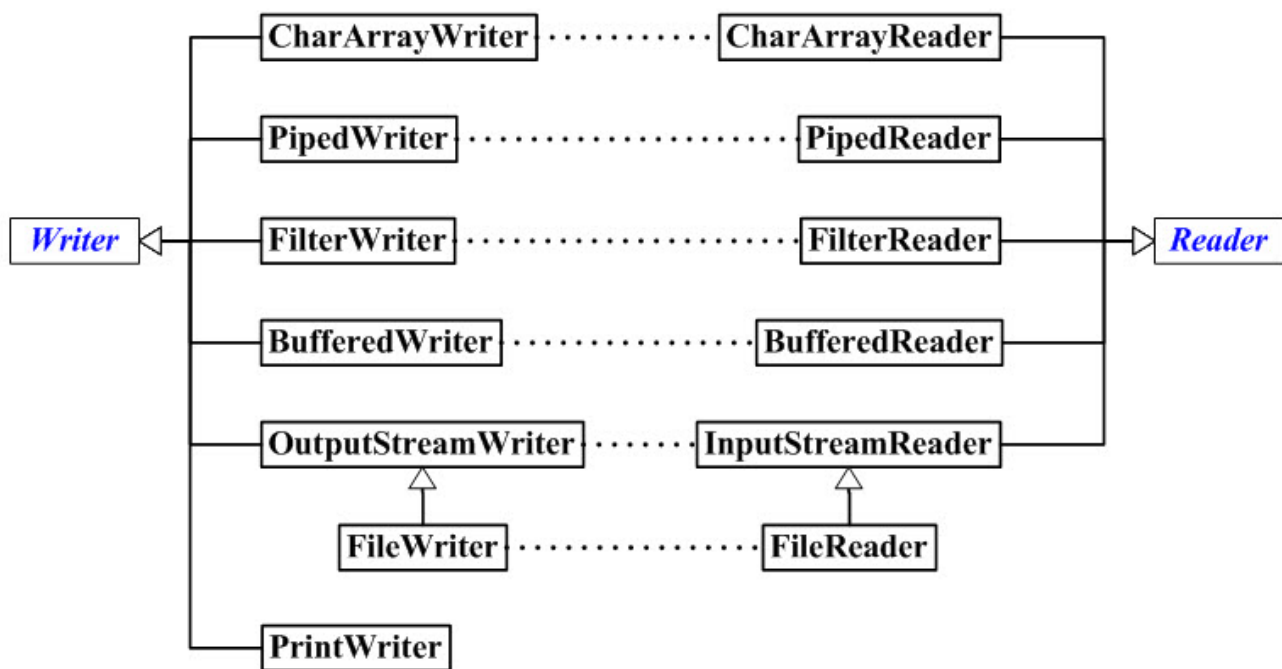 CharArrayWriter CharArrayReader
PipedWriter PipedReader
Writer FilterWriter FilterReader Reader
BufferedWriter BufferedReader
OutputStreamWriter InputStreamReader
FileWriter FileReader
PrintWriter